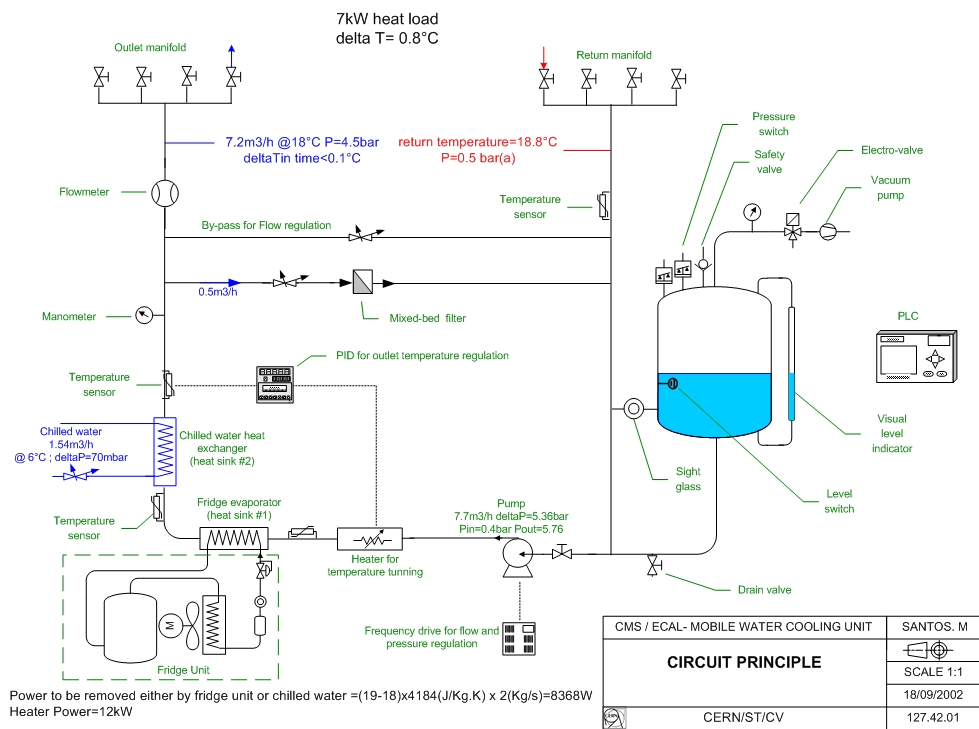 7kW heat load
delta T= 0.8°C
Outlet manifold
Return manifold
7.2m3/h @18°C P=4.5bar
deltaTin time<0.1°C
return temperature=18.8°C
P=0.5 bar(a)
Pressure
switch
Safety
valve
Electro-valve
Vacuum
pump
Flowmeter
Temperature
sensor
By-pass for Flow regulation
0.5m3/h
Mixed-bed filter
Manometer
PLC
PID for outlet temperature regulation
Temperature
sensor
Chilled water
1.54m3/h
@ 6°C ; deltaP=70mbar
Chilled water heat
exchanger
(heat sink #2)
Visual
level
indicator
Sight
glass
Level
switch
Temperature
sensor
Fridge evaporator
(heat sink #1)
Pump
7.7m3/h deltaP=5.36bar
Pin=0.4bar Pout=5.76
Heater for
temperature tunning
Drain valve
M
Fridge Unit
Frequency drive for flow and
pressure regulation
Power to be removed either by fridge unit or chilled water =(19-18)x4184(J/Kg.K) x 2(Kg/s)=8368W
Heater Power=12kW
CMS / ECAL- MOBILE WATER COOLING UNIT
SANTOS. M
CIRCUIT PRINCIPLE
SCALE 1:1
18/09/2002
CERN/ST/CV
127.42.01